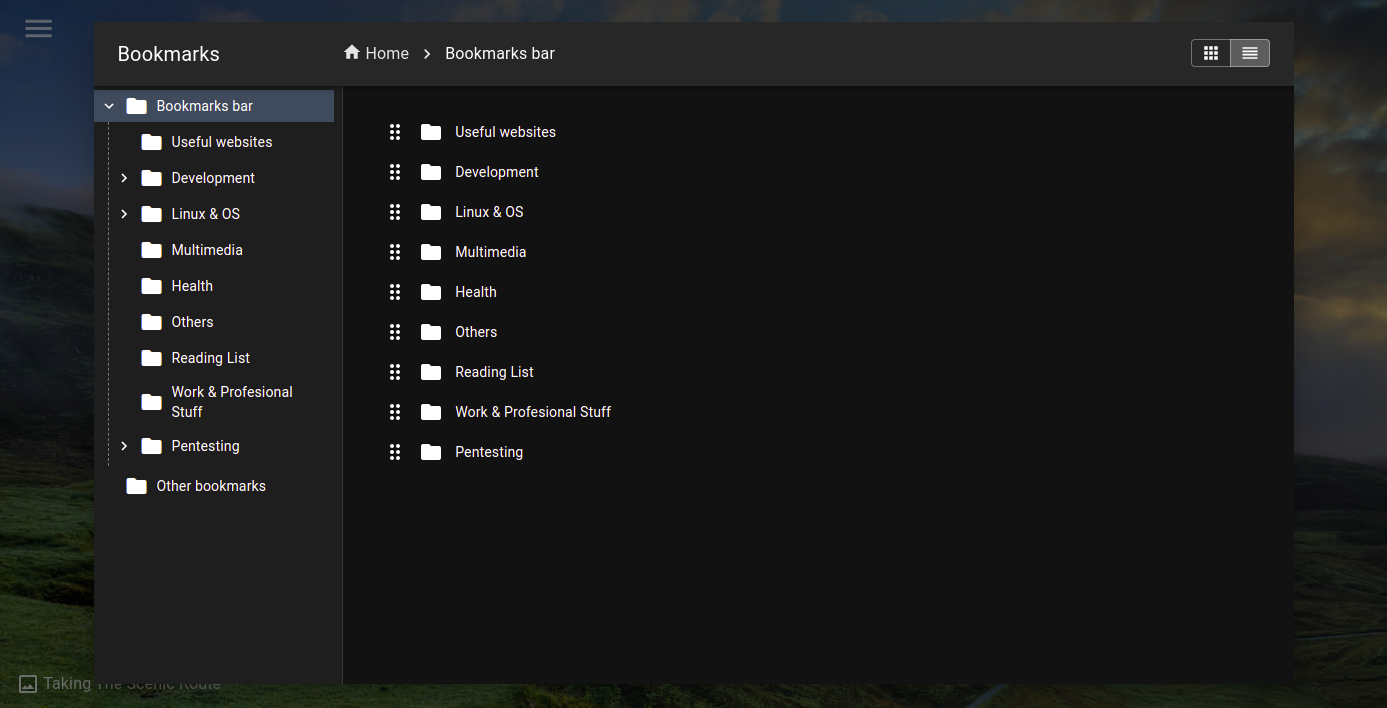 Bookmarks
Home
Bookmarks bar
Bookmarks bar
Useful websites
Development
Linux & OS
Multimedia
Health
Others
Reading List
Work & Profesional
Stuff
Pentesting
Other bookmarks
Useful websites
Development
Linux & OS
Multimedia
Health
Others
Reading List
Work & Profesional Stuff
Pentesting
Taking The Scenic Route